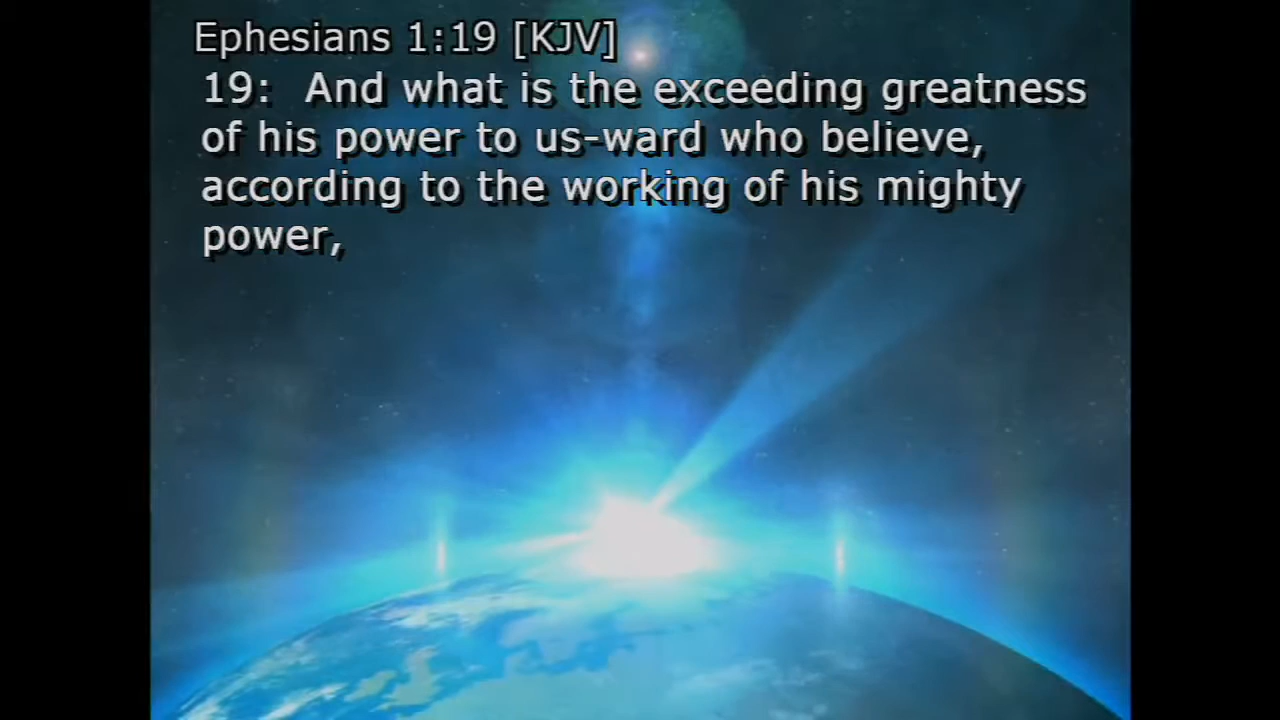 Ephesians 1:19 [KJV]
19: And what is the exceeding greatness
of his power to us-ward who believe,
according to the working of his mighty
power,